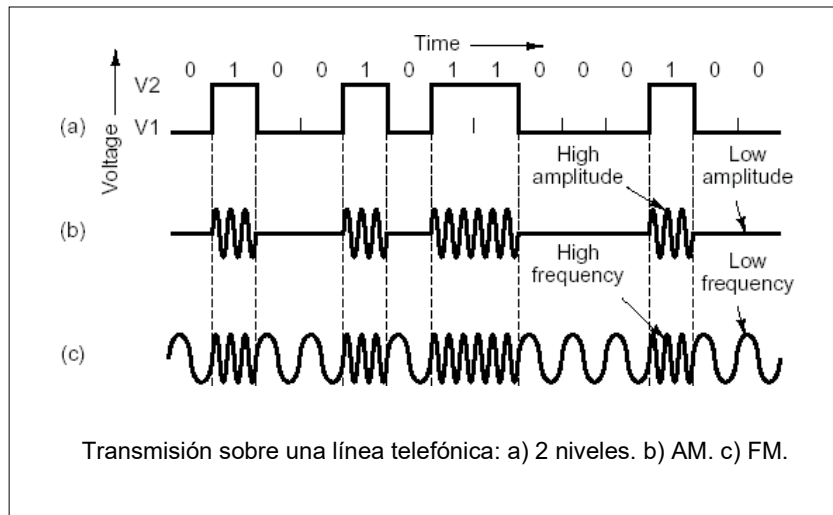 Time
0 1 0 0 1 0 1 1 0 0 0 1 0 0
V2
(a) V1
Voltage
High amplitude
Low amplitude
(b)
High frequency
Low frequency
(c)
Transmisión sobre una línea telefónica: a) 2 niveles. b) AM. c) FM.